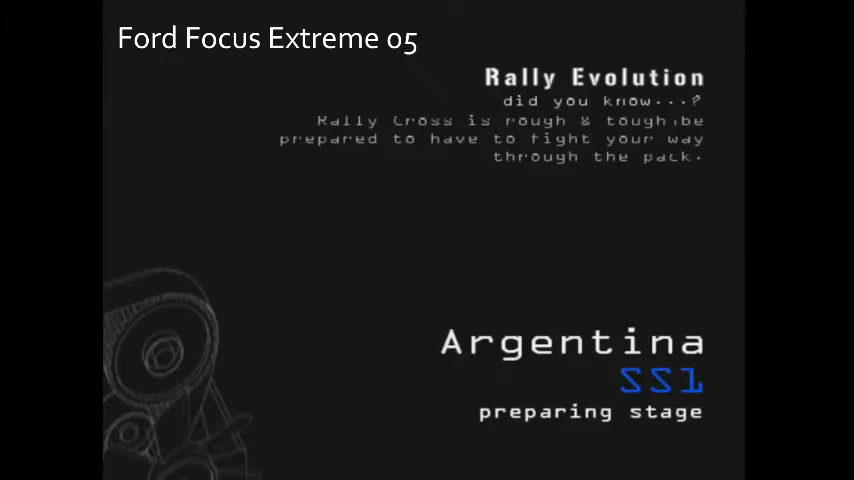 Ford Focus Extreme 05
Rally Evolution
did you know...?
Rally Cross is rough & tough,be
prepared to have to fight your way
through the pack.
Argentina
SS1
preparing stage